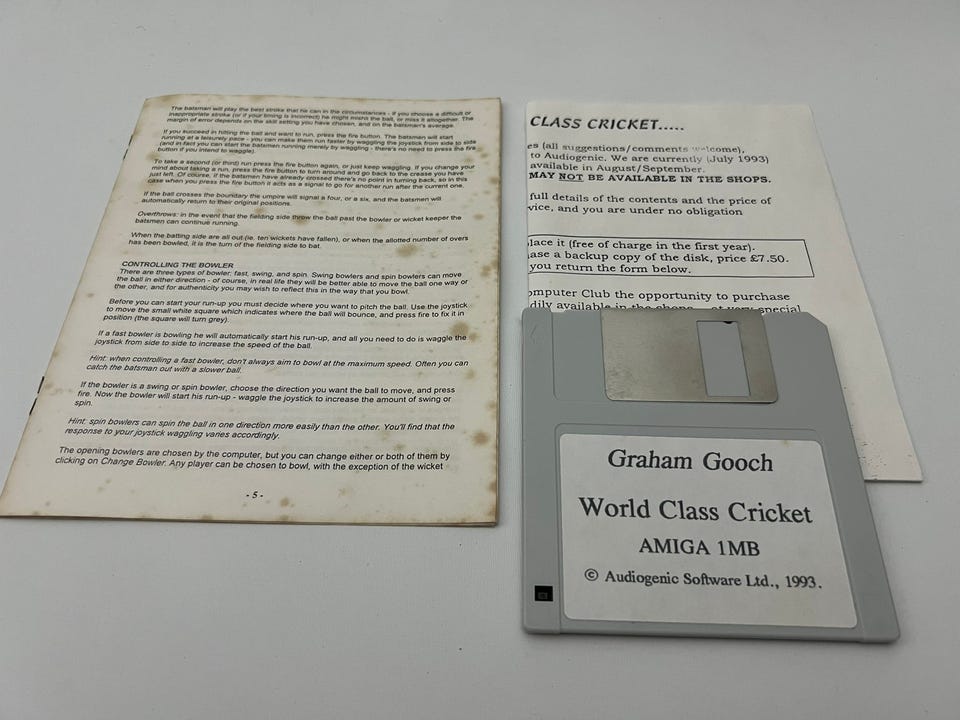 The batsman will play the best stroke that he can in the circumstances - if you choose a difficult or
inappropriate stroke (or if your timing is incorrect) he might mishit the ball, or miss it altogether. The
margin of error depends on the skill setting you have chosen, and on the batsman's average.
If you succeed in hitting the ball and want to run, press the fire button. The batsmen will start
running at a leisurely pace - you can make them run faster by waggling the joystick from side to side
(and in fact you can start the batsmen running merely by waggling - there's no need to press the fire
button if you intend to waggle).
To take a second (or third) run press the fire button again, or just keep waggling. If you change your
mind about taking a run, press the fire button to turn around and go back to the crease you have
just left. Of course, if the batsmen have already crossed there's no point in turning back, so in this
case when you press the fire button it acts as a signal to go for another run after the current one.
If the ball crosses the boundary the umpire will signal a four, or a six, and the batsmen will
automatically return to their original positions.
Overthrows: in the event that the fielding side throw the ball past the bowler or wicket keeper the
batsmen can continue running.
When the batting side are all out (ie. ten wickets have fallen), or when the allotted number of overs
has been bowled, it is the turn of the fielding side to bat.
CONTROLLING THE BOWLER
There are three types of bowler: fast, swing, and spin. Swing bowlers and spin bowlers can move
the ball in either direction - of course, in real life they will be better able to move the ball one way or
the other, and for authenticity you may wish to reflect this in the way that you bowl.
Before you can start your run-up you must decide where you want to pitch the ball. Use the joystick
to move the small white square which indicates where the ball will bounce, and press fire to fix it in
position (the square will turn grey).
If a fast bowler is bowling he will automatically start his run-up, and all you need to do is waggle the
joystick from side to side to increase the speed of the ball.
Hint: when controlling a fast bowler, don't always aim to bowl at the maximum speed. Often you can
catch the batsman out with a slower ball.
If the bowler is a swing or spin bowler, choose the direction you want the ball to move, and press
fire. Now the bowler will start his run-up - waggle the joystick to increase the amount of swing or
spin.
Hint: spin bowlers can spin the ball in one direction more easily than the other. You'll find that the
response to your joystick waggling varies accordingly.
The opening bowlers are chosen by the computer, but you can change either or both of them by
clicking on Change Bowler. Any player can be chosen to bowl, with the exception of the wicket
- 5 -
CLASS CRICKET.....
es (all suggestions/comments welcome),
to Audiogenic. We are currently (July 1993)
available in August/September.
MAY NOT BE AVAILABLE IN THE SHOPS.
full details of the contents and the price of
vice, and you are under no obligation
lace it (free of charge in the first year).
ase a backup copy of the disk, price £7.50.
you return the form below.
omputer Club the opportunity to purchase
dily available in the shops - at very special
Graham Gooch
World Class Cricket
AMIGA 1MB
© Audiogenic Software Ltd., 1993.